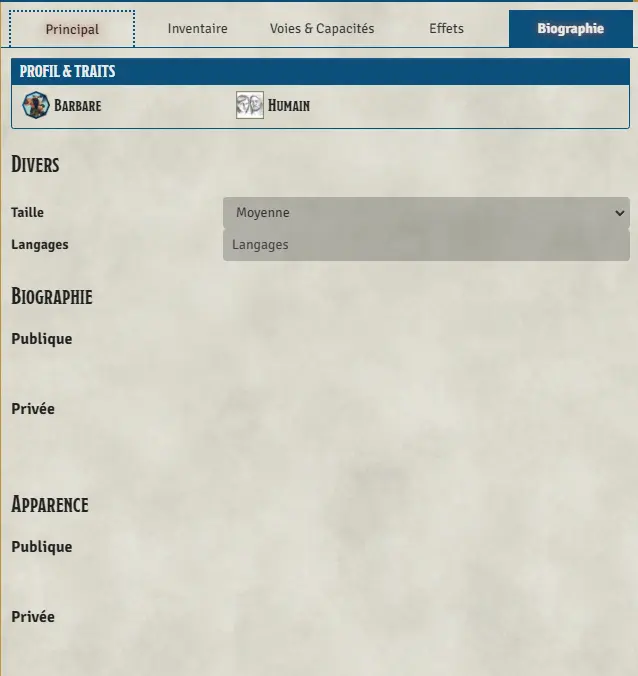 Principal Inventaire Voies & Capacités Effets Biographie
PROFIL & TRAITS
Barbare Humain
Divers
Taille Moyenne
Langages Langages
Biographie
Publique
Privée
Apparence
Publique
Privée